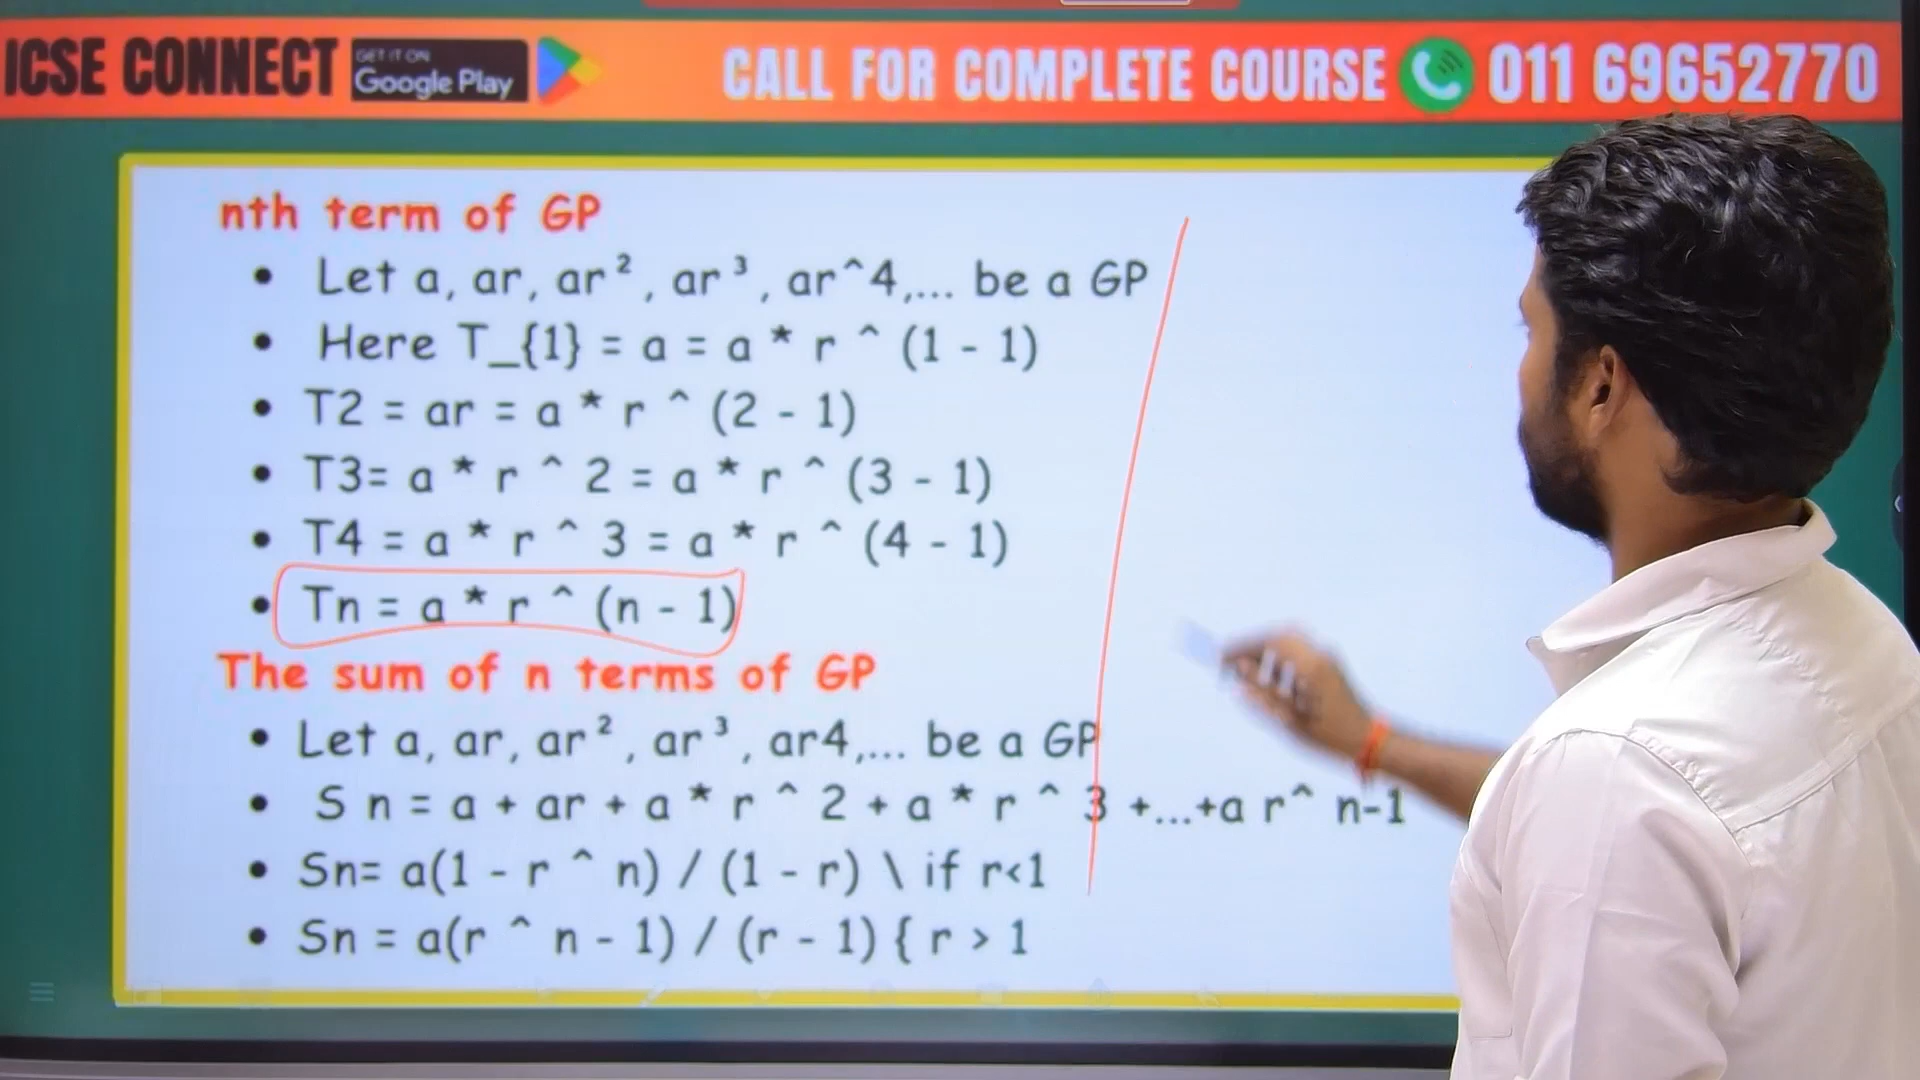 ICSE CONNECT GET IT ON Google Play CALL FOR COMPLETE COURSE 011 69652770
nth term of GP
• Let a, ar, ar², ar³, ar^4,... be a GP
• Here T_{1} = a = a * r ^ (1 - 1)
• T2 = ar = a * r ^ (2 - 1)
• T3= a * r ^ 2 = a * r ^ (3 - 1)
• T4 = a * r ^ 3 = a * r ^ (4 - 1)
• Tn = a * r ^ (n - 1)
The sum of n terms of GP
• Let a, ar, ar², ar³, ar4,... be a GP
• S n = a + ar + a * r ^ 2 + a * r ^ 3 +...+a r^ n-1
• Sn= a(1 - r ^ n) / (1 - r) \ if r<1
• Sn = a(r ^ n - 1) / (r - 1) { r > 1